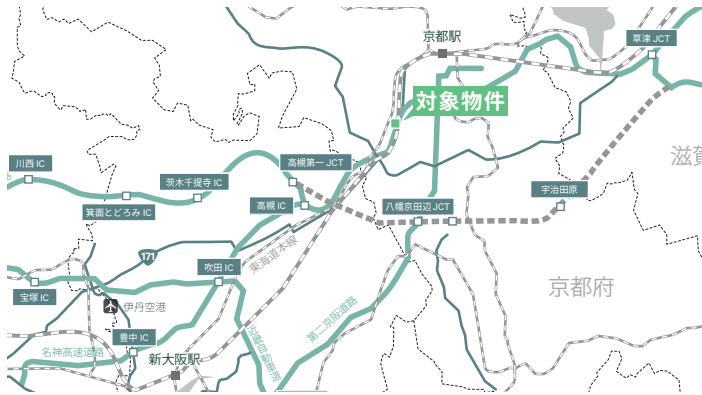 京都駅
草津 JCT
対象物件
滋賀
川西 IC
高槻第一 JCT
茨木千提寺 IC
宇治田原
箕面とどろみ IC
高槻 IC
八幡京田辺 JCT
171
東海道本線
吹田 IC
京都府
宝塚 IC
伊丹空港
第二京阪道路
豊中 IC
近畿自動車道
名神高速道路
新大阪駅